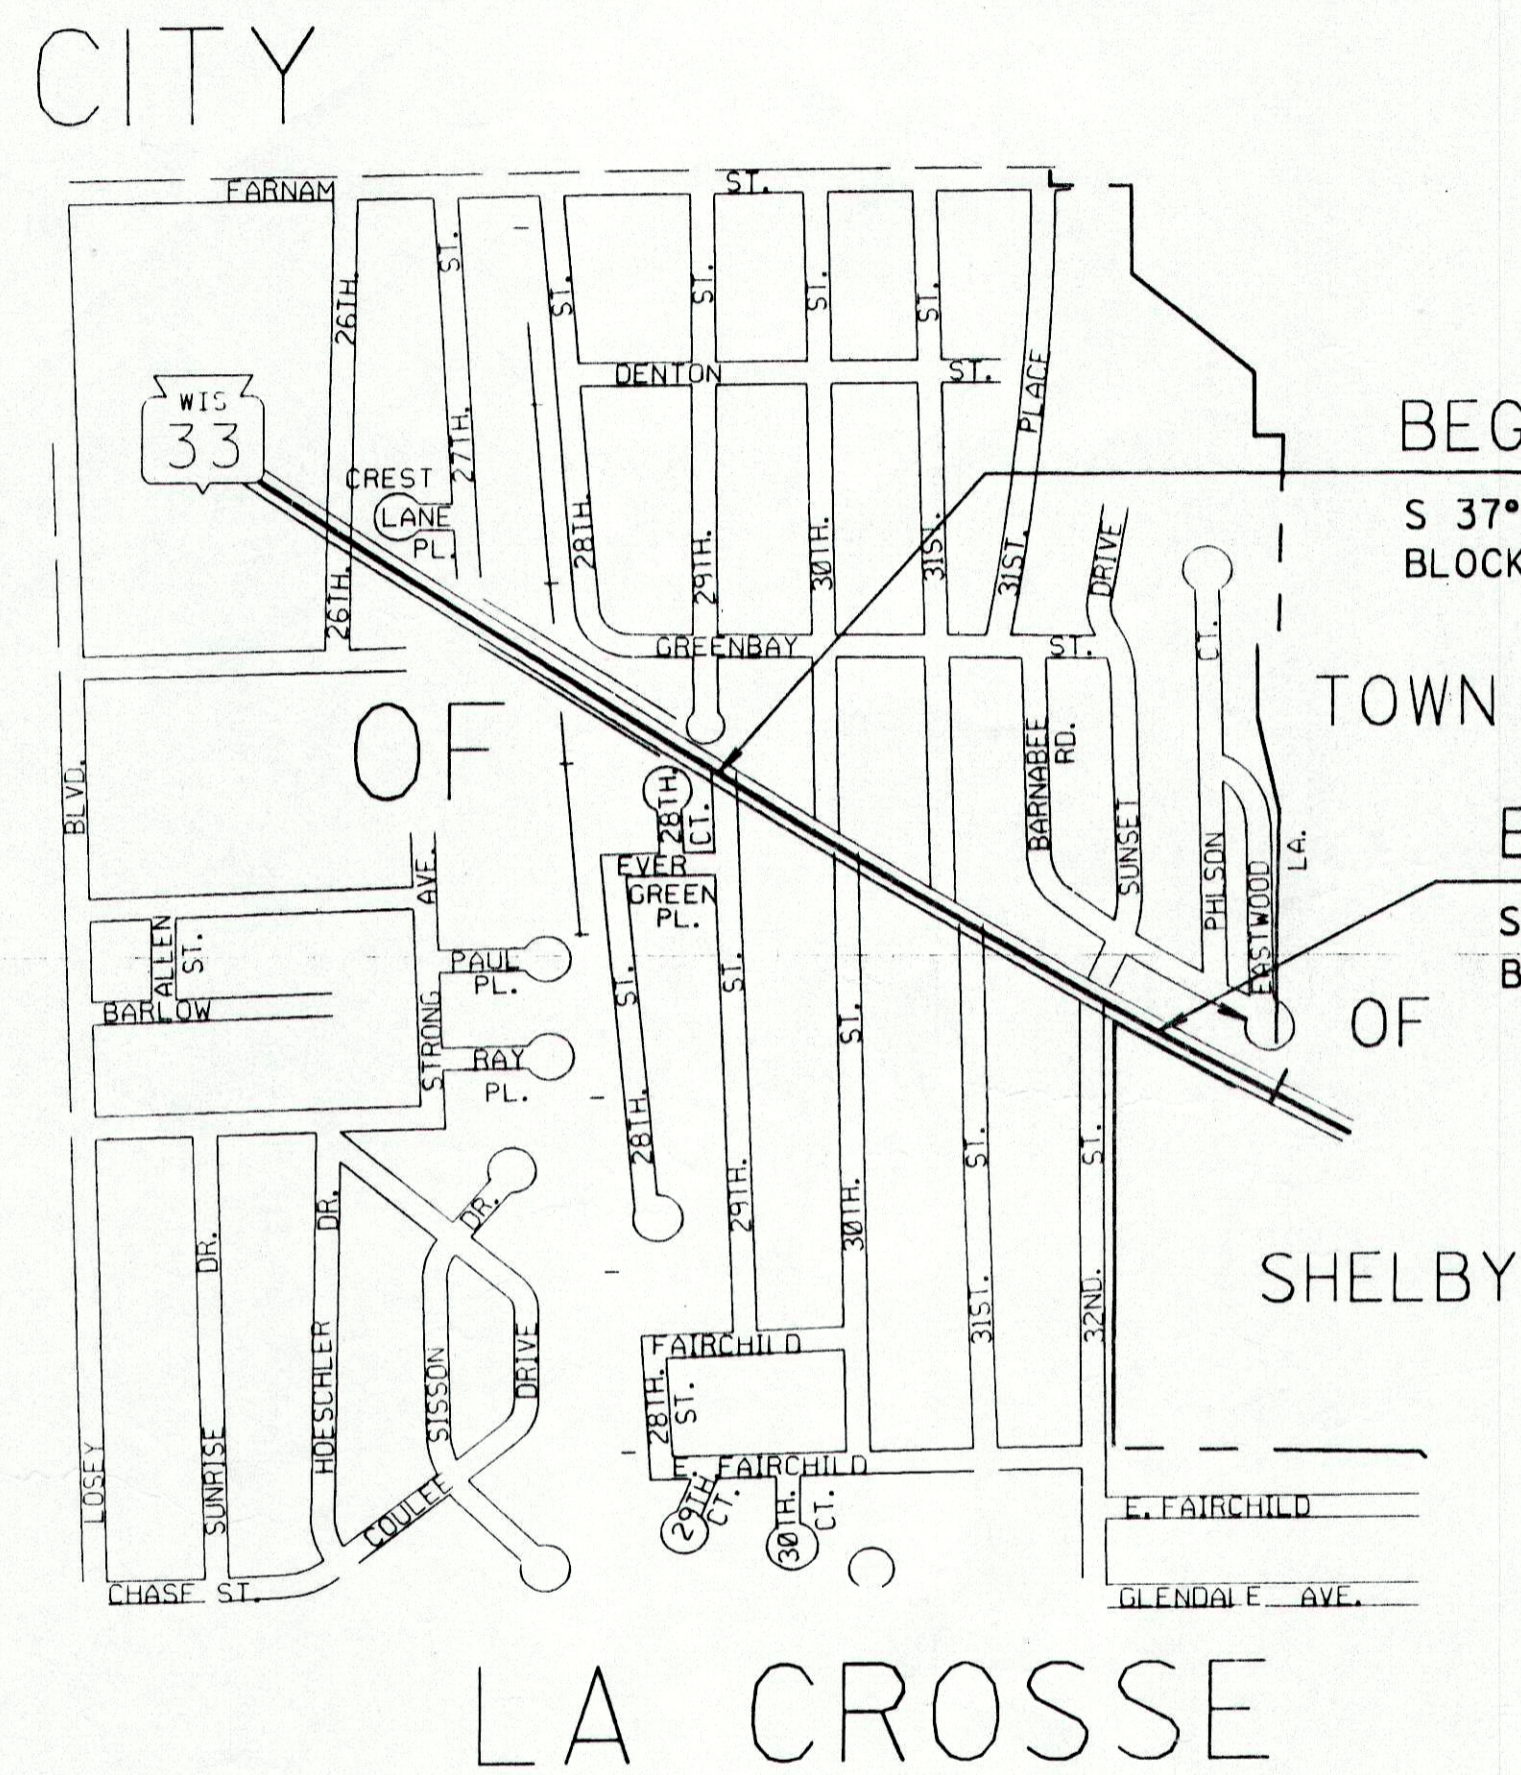 CITY
FARNAM ST.
26TH.
ST.
ST.
ST.
ST.
ST.
DENTON ST.
PLACE
WIS
33
27TH.
CREST
LANE
PL.
BEG
S 37°
BLOCK
26TH.
28TH.
29TH.
30TH.
31ST.
31ST.
DRIVE
GREENBAY ST.
CT.
TOWN
OF
BLVD.
BARNABEE
RD.
SUNSET
PHLSON
EASTWOOD
LA.
28TH.
CT.
EVER
GREEN
PL.
AVE.
ALLEN
ST.
BARLOW
PAUL
PL.
STRONG
RAY
PL.
ST.
ST.
ST.
S
B
OF
28TH.
29TH.
30TH.
ST.
ST.
DR.
DR.
DR.
SHELBY
31ST.
32ND.
HOESCHLER
SISSON
DRIVE
FAIRCHILD
28TH.
ST.
LOSEY
SUNRISE
COULEE
E. FAIRCHILD
29TH.
CT.
30TH.
CT.
E. FAIRCHILD
CHASE ST.
GLENDALE AVE.
LA CROSSE